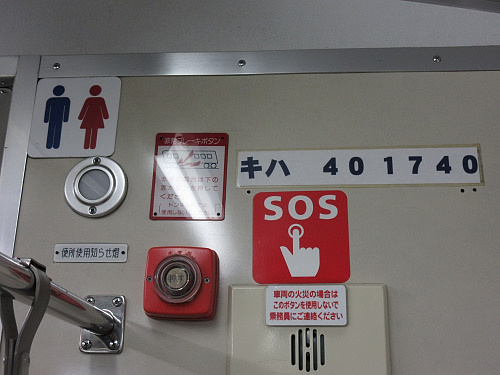 非常ブレーキボタン
キハ 40 1740
SOS
便所使用知らせ燈
車両の火災の場合は
このボタンを使用しないで
乗務員にご連絡ください